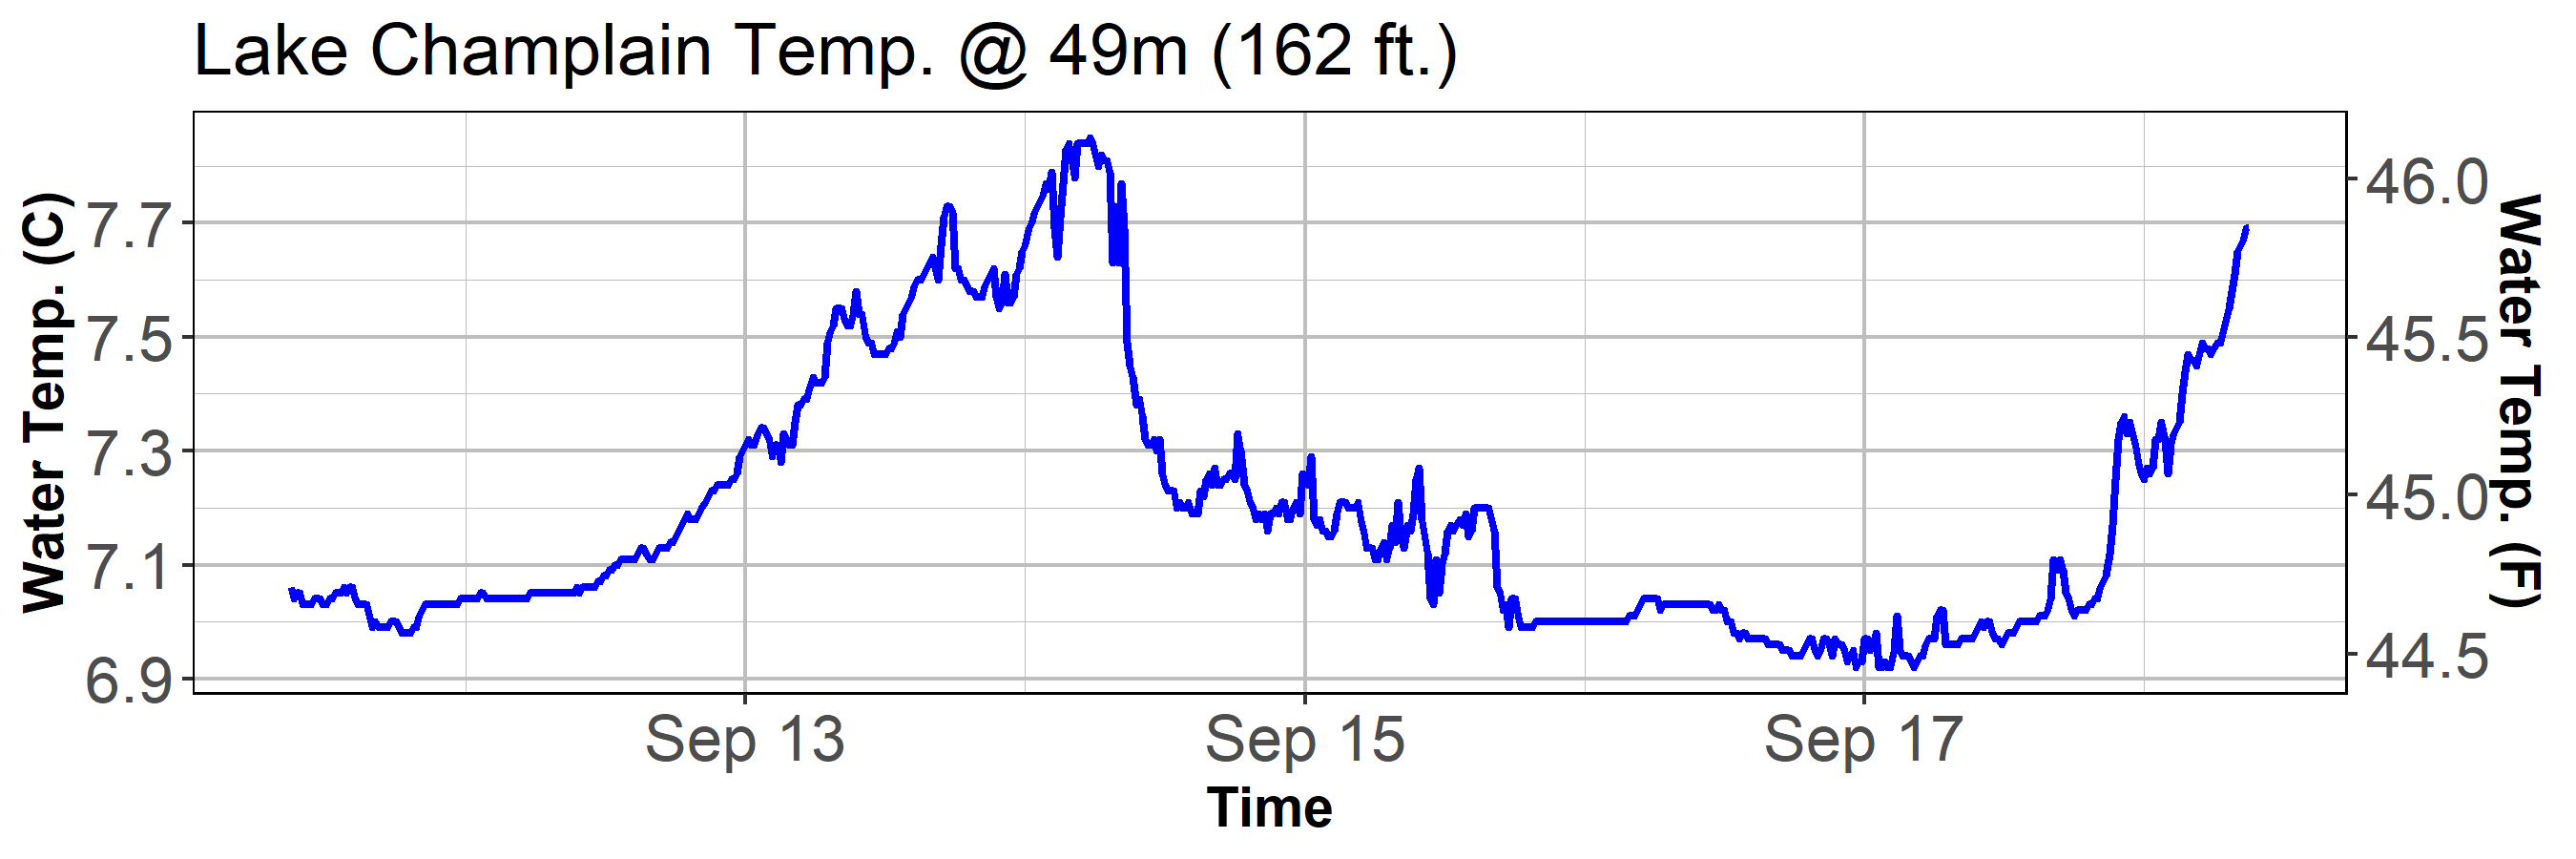 Lake Champlain Temp. @ 49m (162 ft.)
Water Temp. (C)
7.7
7.5
7.3
7.1
6.9
46.0
45.5
45.0
44.5
Water Temp. (F)
Sep 13
Sep 15
Sep 17
Time